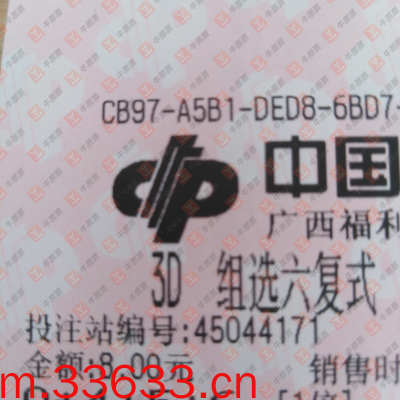 CB97-A5B1-DED8-6BD7-
中国
广西福利
3D 组选六复式
投注站编号:45044171
金额:8.00元 销售时
m.33633.cn